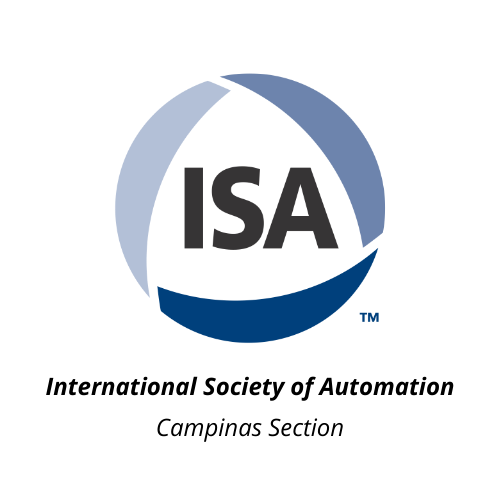 ISA
TM
International Society of Automation
Campinas Section